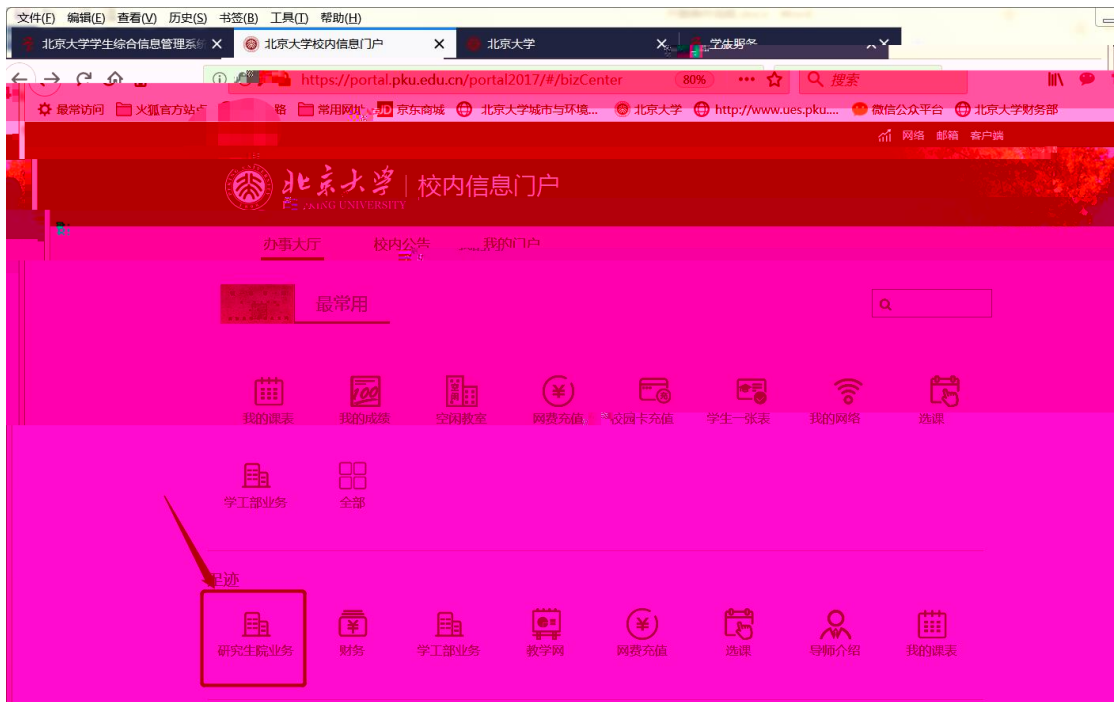 文件(F) 编辑(E) 查看(V) 历史(S) 书签(B) 工具(T) 帮助(H)
北京大学学生综合信息管理系统 × 北京大学校内信息门户 × 北京大学 ×
https://portal.pku.edu.cn/portal2017/#/bizCenter 80% ••• 搜索
最常访问 火狐官方站点 常用网址 JD 京东商城 北京大学城市与环境... 北京大学 http://www.ues.pku.... 微信公众平台 北京大学财务部
网络 邮箱 客户端
北京大学 校内信息门户
PEKING UNIVERSITY
办事大厅 校内公告 我的门户
最常用
我的课表 我的成绩 空闲教室 网费充值 校园卡充值 学生一张表 我的网络 选课
学工部业务 全部
足迹
研究生院业务 财务 学工部业务 教学网 网费充值 选课 导师介绍 我的课表